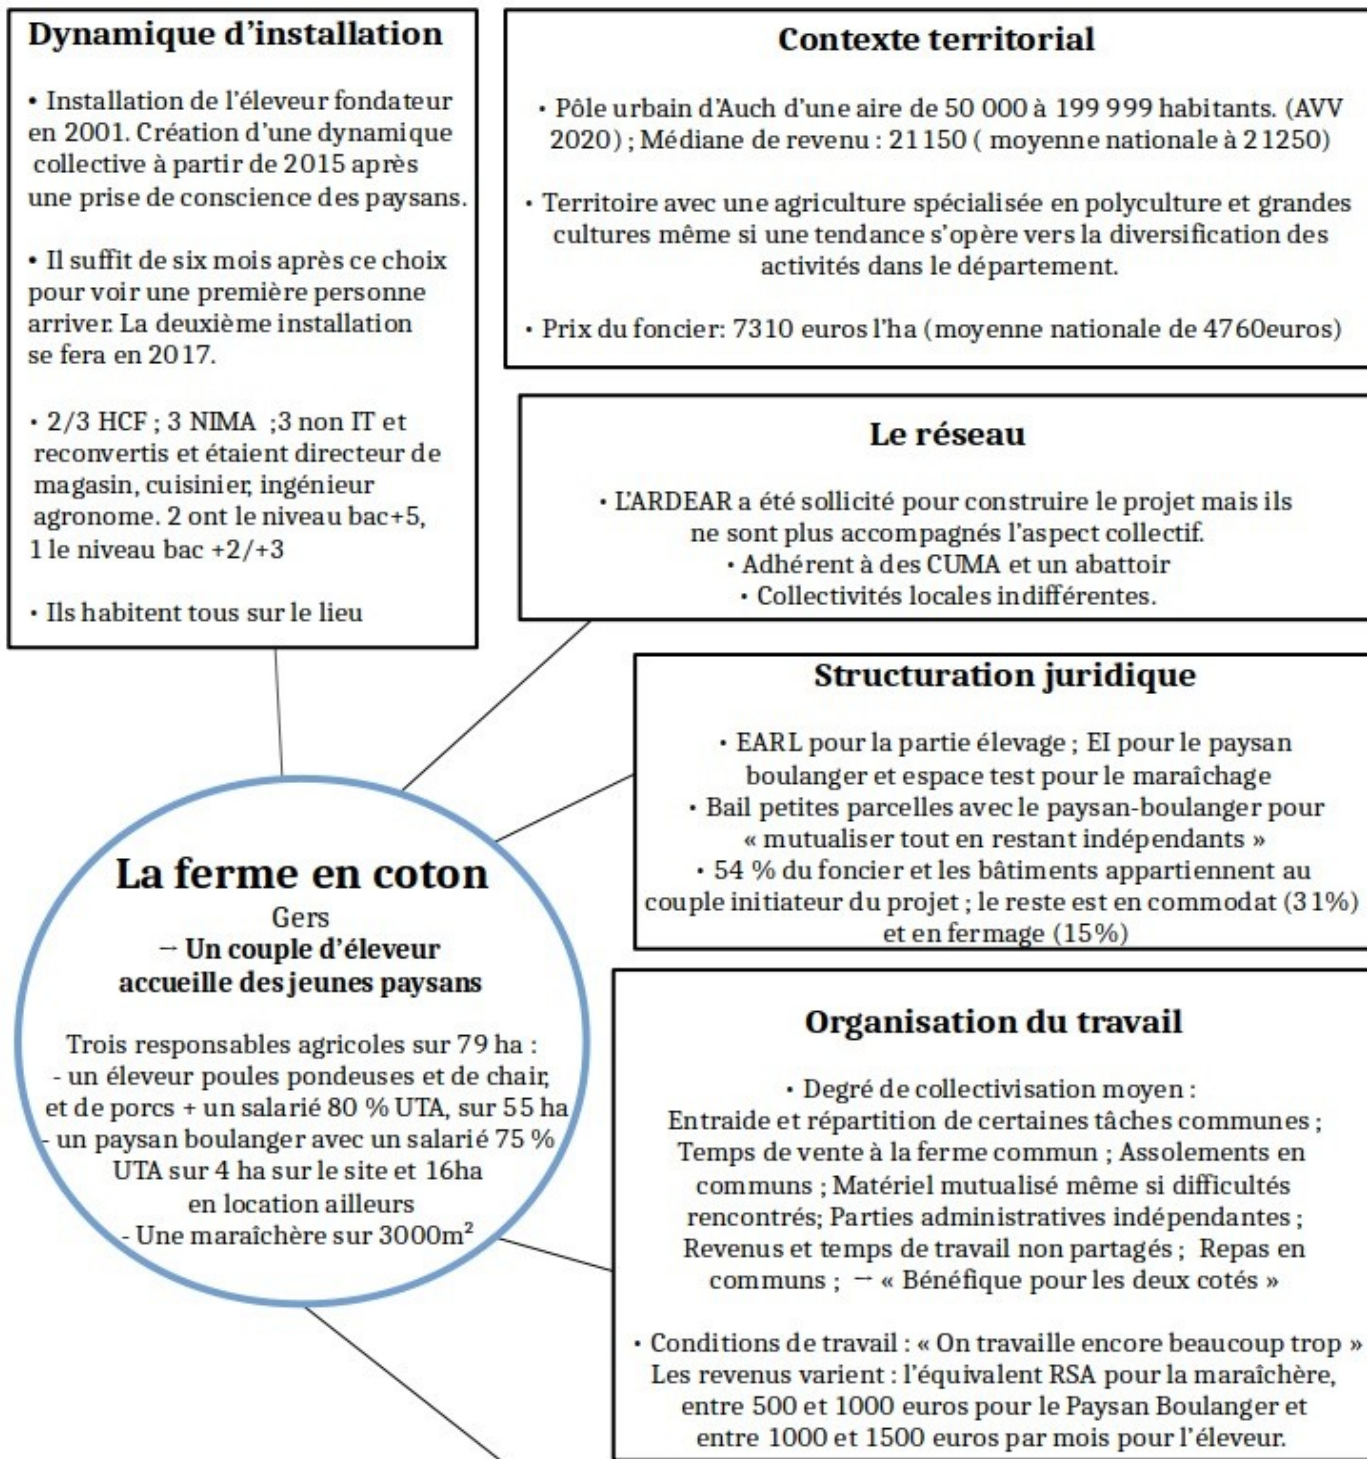 Dynamique d’installation
• Installation de l’éleveur fondateur
en 2001. Création d’une dynamique
collective à partir de 2015 après
une prise de conscience des paysans.
• Il suffit de six mois après ce choix
pour voir une première personne
arriver. La deuxième installation
se fera en 2017.
• 2/3 HCF ; 3 NIMA ;3 non IT et
reconvertis et étaient directeur de
magasin, cuisinier, ingénieur
agronome. 2 ont le niveau bac+5,
1 le niveau bac +2/+3
• Ils habitent tous sur le lieu
Contexte territorial
• Pôle urbain d’Auch d’une aire de 50 000 à 199 999 habitants. (AVV
2020) ; Médiane de revenu : 21150 ( moyenne nationale à 21250)
• Territoire avec une agriculture spécialisée en polyculture et grandes
cultures même si une tendance s’opère vers la diversification des
activités dans le département.
• Prix du foncier: 7310 euros l’ha (moyenne nationale de 4760euros)
Le réseau
• L’ARDEAR a été sollicité pour construire le projet mais ils
ne sont plus accompagnés l’aspect collectif.
• Adhérent à des CUMA et un abattoir
• Collectivités locales indifférentes.
Structuration juridique
• EARL pour la partie élevage ; EI pour le paysan
boulanger et espace test pour le maraîchage
• Bail petites parcelles avec le paysan-boulanger pour
« mutualiser tout en restant indépendants »
• 54 % du foncier et les bâtiments appartiennent au
couple initiateur du projet ; le reste est en commodat (31%)
et en fermage (15%)
La ferme en coton
Gers
→ Un couple d’éleveur
accueille des jeunes paysans
Trois responsables agricoles sur 79 ha :
- un éleveur poules pondeuses et de chair,
et de porcs + un salarié 80 % UTA, sur 55 ha
- un paysan boulanger avec un salarié 75 %
UTA sur 4 ha sur le site et 16ha
en location ailleurs
- Une maraîchère sur 3000m²
Organisation du travail
• Degré de collectivisation moyen :
Entraide et répartition de certaines tâches communes ;
Temps de vente à la ferme commun ; Assolements en
communs ; Matériel mutualisé même si difficultés
rencontrés; Parties administratives indépendantes ;
Revenus et temps de travail non partagés ; Repas en
communs ; → « Bénéfique pour les deux cotés »
• Conditions de travail : « On travaille encore beaucoup trop »
Les revenus varient : l’équivalent RSA pour la maraîchère,
entre 500 et 1000 euros pour le Paysan Boulanger et
entre 1000 et 1500 euros par mois pour l’éleveur.